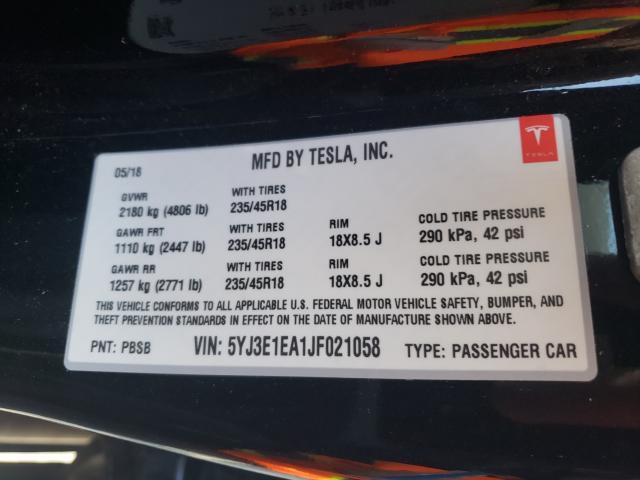 05/18
MFD BY TESLA, INC.
TESLA
GVWR WITH TIRES
2180 kg (4806 lb) 235/45R18
GAWR FRT WITH TIRES RIM COLD TIRE PRESSURE
1110 kg (2447 lb) 235/45R18 18X8.5 J 290 kPa, 42 psi
GAWR RR WITH TIRES RIM COLD TIRE PRESSURE
1257 kg (2771 lb) 235/45R18 18X8.5 J 290 kPa, 42 psi
THIS VEHICLE CONFORMS TO ALL APPLICABLE U.S. FEDERAL MOTOR VEHICLE SAFETY, BUMPER, AND
THEFT PREVENTION STANDARDS IN EFFECT ON THE DATE OF MANUFACTURE SHOWN ABOVE.
PNT: PBSB VIN: 5YJ3E1EA1JF021058 TYPE: PASSENGER CAR